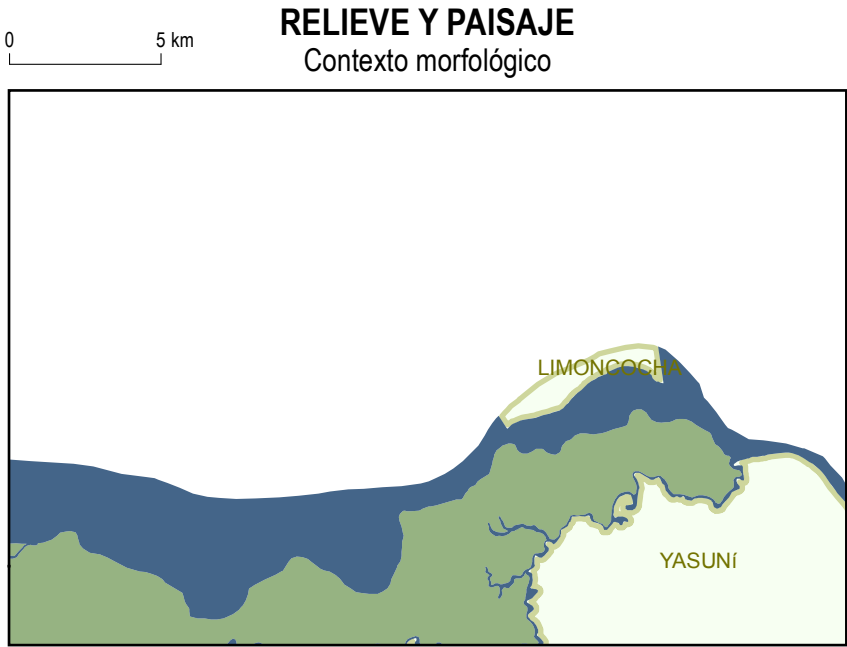 RELIEVE Y PAISAJE
0 5 km
Contexto morfológico
LIMONCOCHA
YASUNí